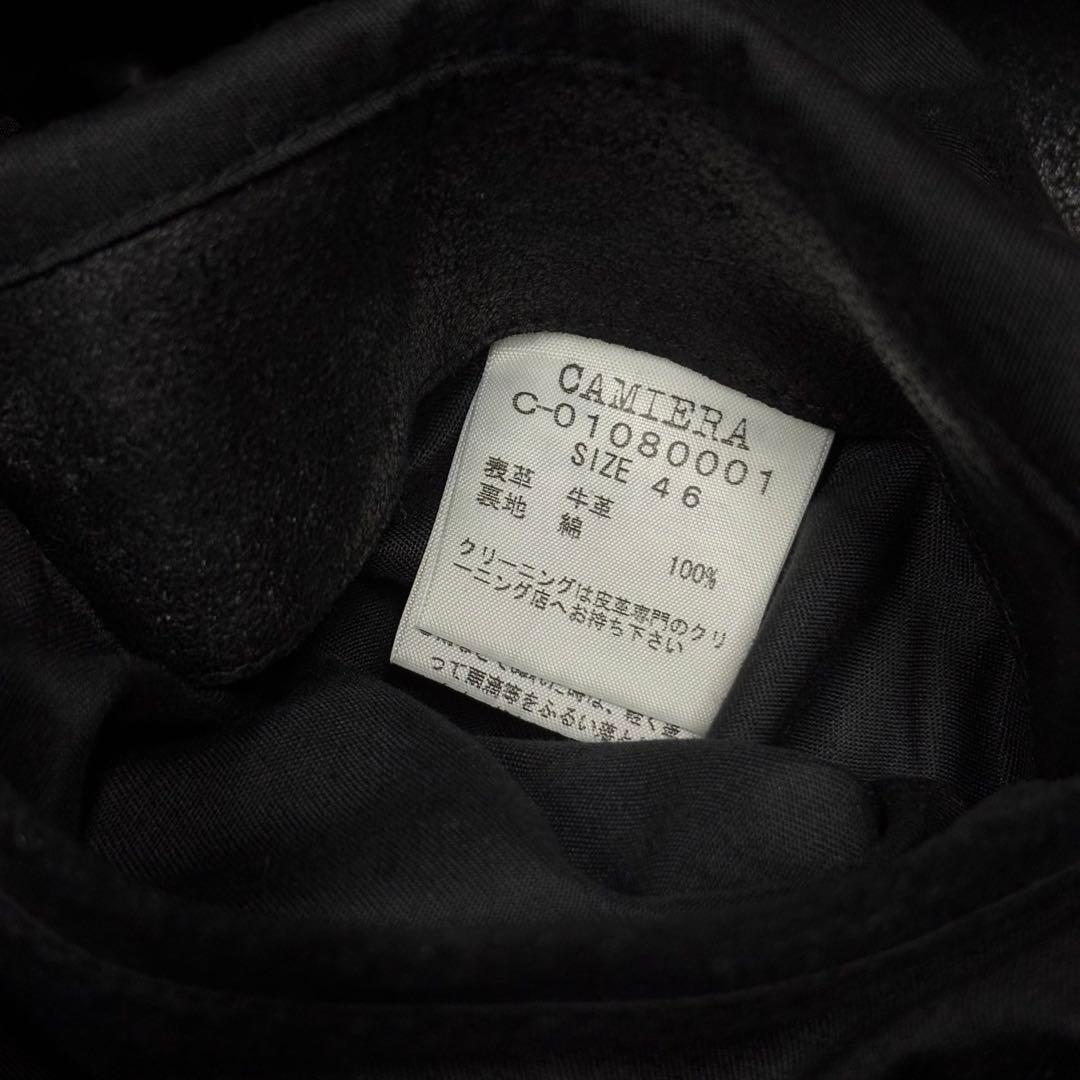 CAMIERA
C-01080001
SIZE 46
表革 牛革
裏地 綿 100%
クリーニングは皮革専門のクリ
ーニング店へお持ち下さい
って雨滴等をふるい落